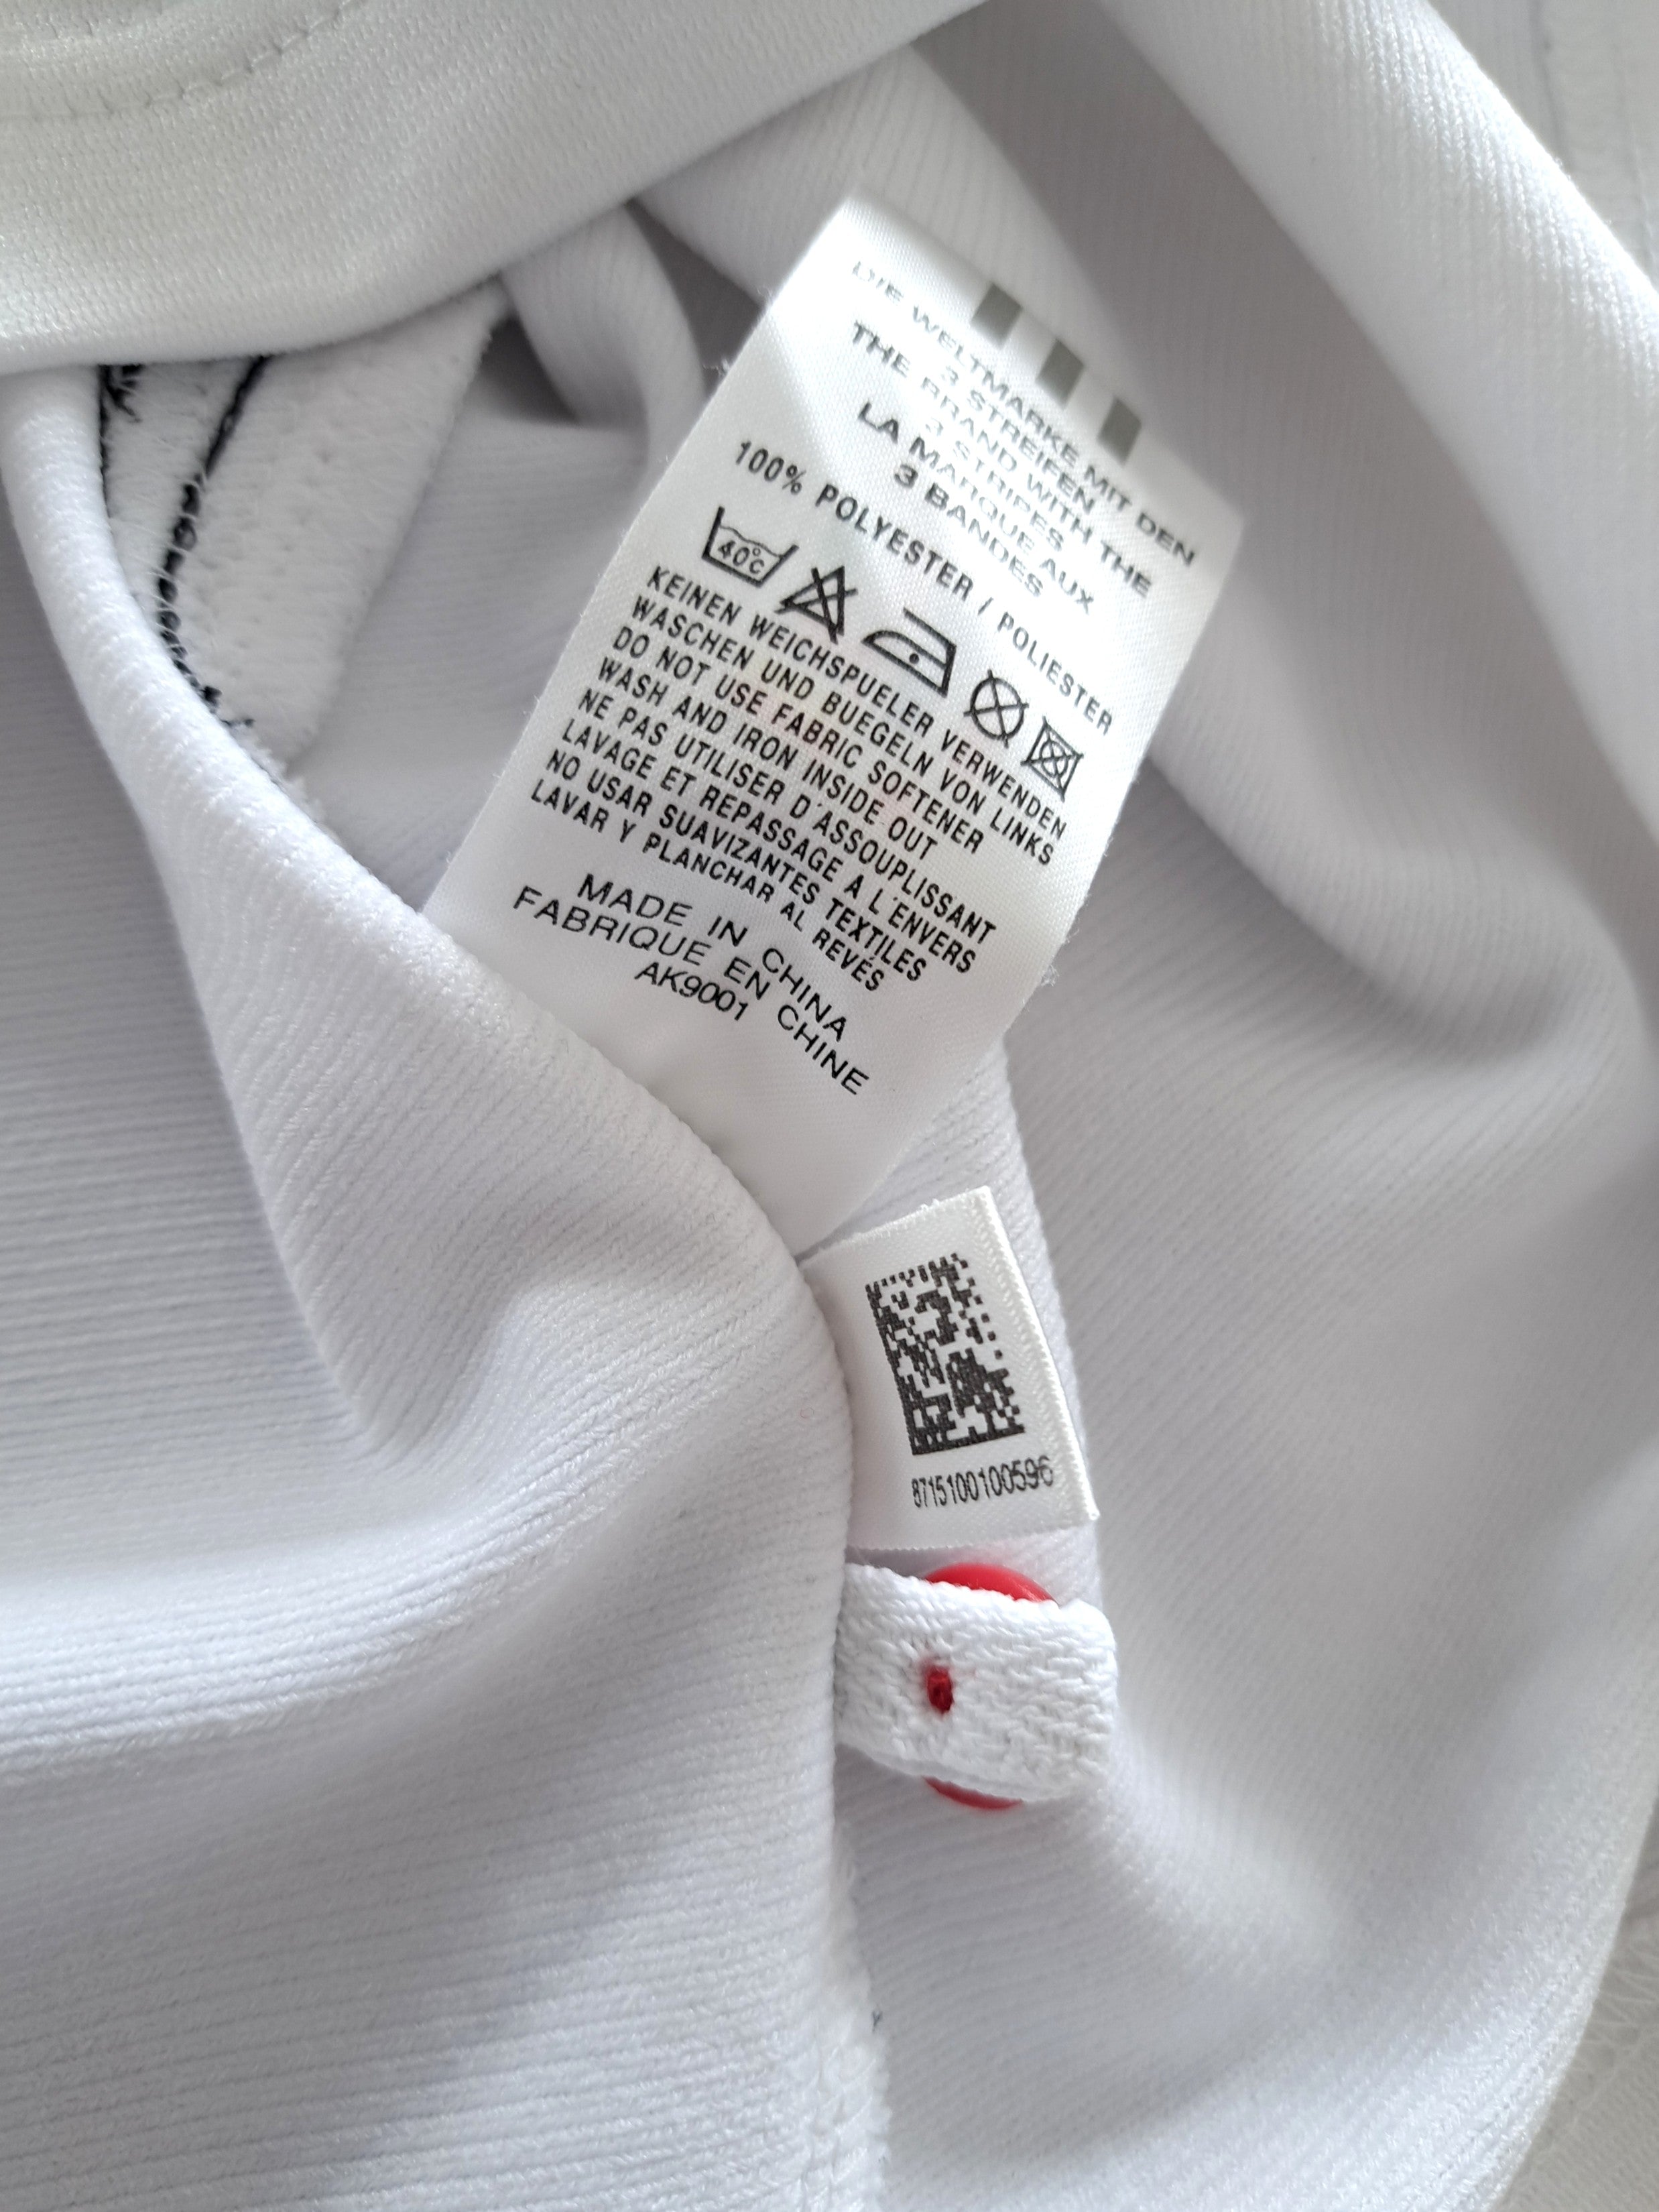 DIE WELTMARKE MIT DEN
3 STREIFEN
THE BRAND WITH THE
3 STRIPES
LA MARQUE AUX
3 BANDES
100% POLYESTER / POLIESTER
40°C
KEINEN WEICHSPUELER VERWENDEN
WASCHEN UND BUEGELN VON LINKS
DO NOT USE FABRIC SOFTENER
WASH AND IRON INSIDE OUT
NE PAS UTILISER D'ASSOUPLISSANT
LAVAGE ET REPASSAGE A L'ENVERS
NO USAR SUAVIZANTES TEXTILES
LAVAR Y PLANCHAR AL REVÉS
MADE IN CHINA
FABRIQUE EN CHINE
AK9001
8715100100596